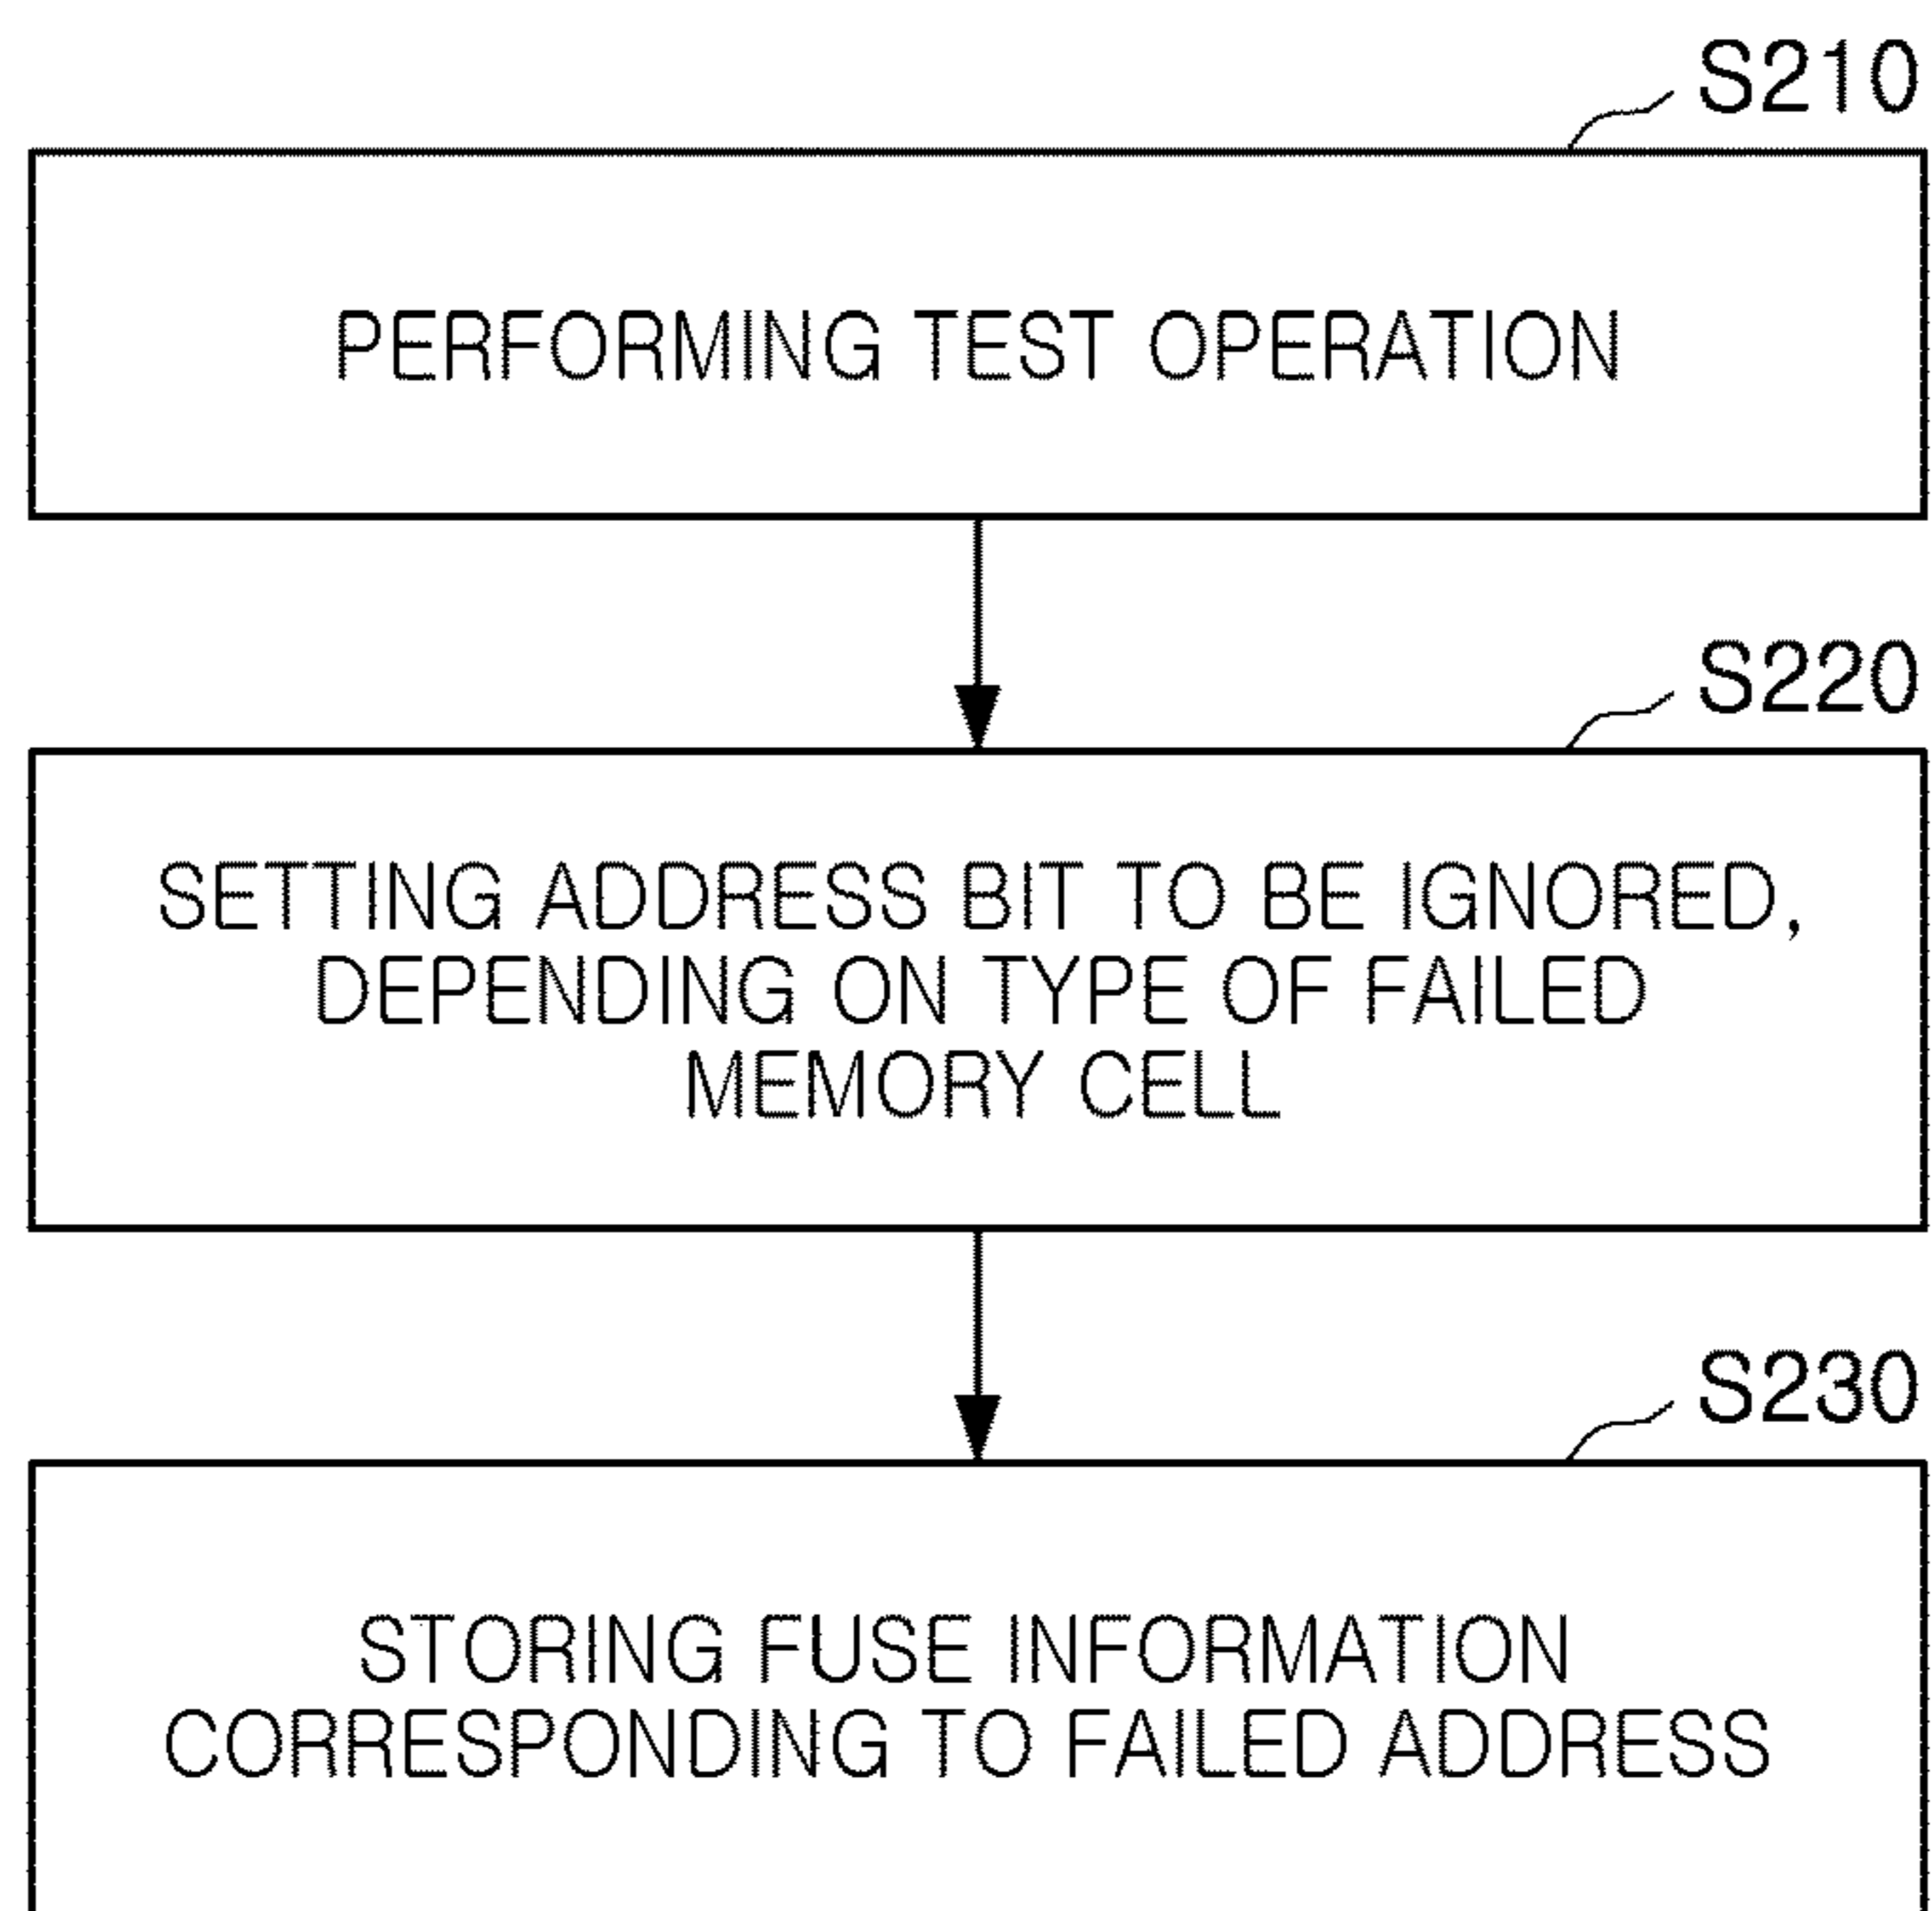 S210
PERFORMING TEST OPERATION
S220
SETTING ADDRESS BIT TO BE IGNORED,
DEPENDING ON TYPE OF FAILED
MEMORY CELL
S230
STORING FUSE INFORMATION
CORRESPONDING TO FAILED ADDRESS